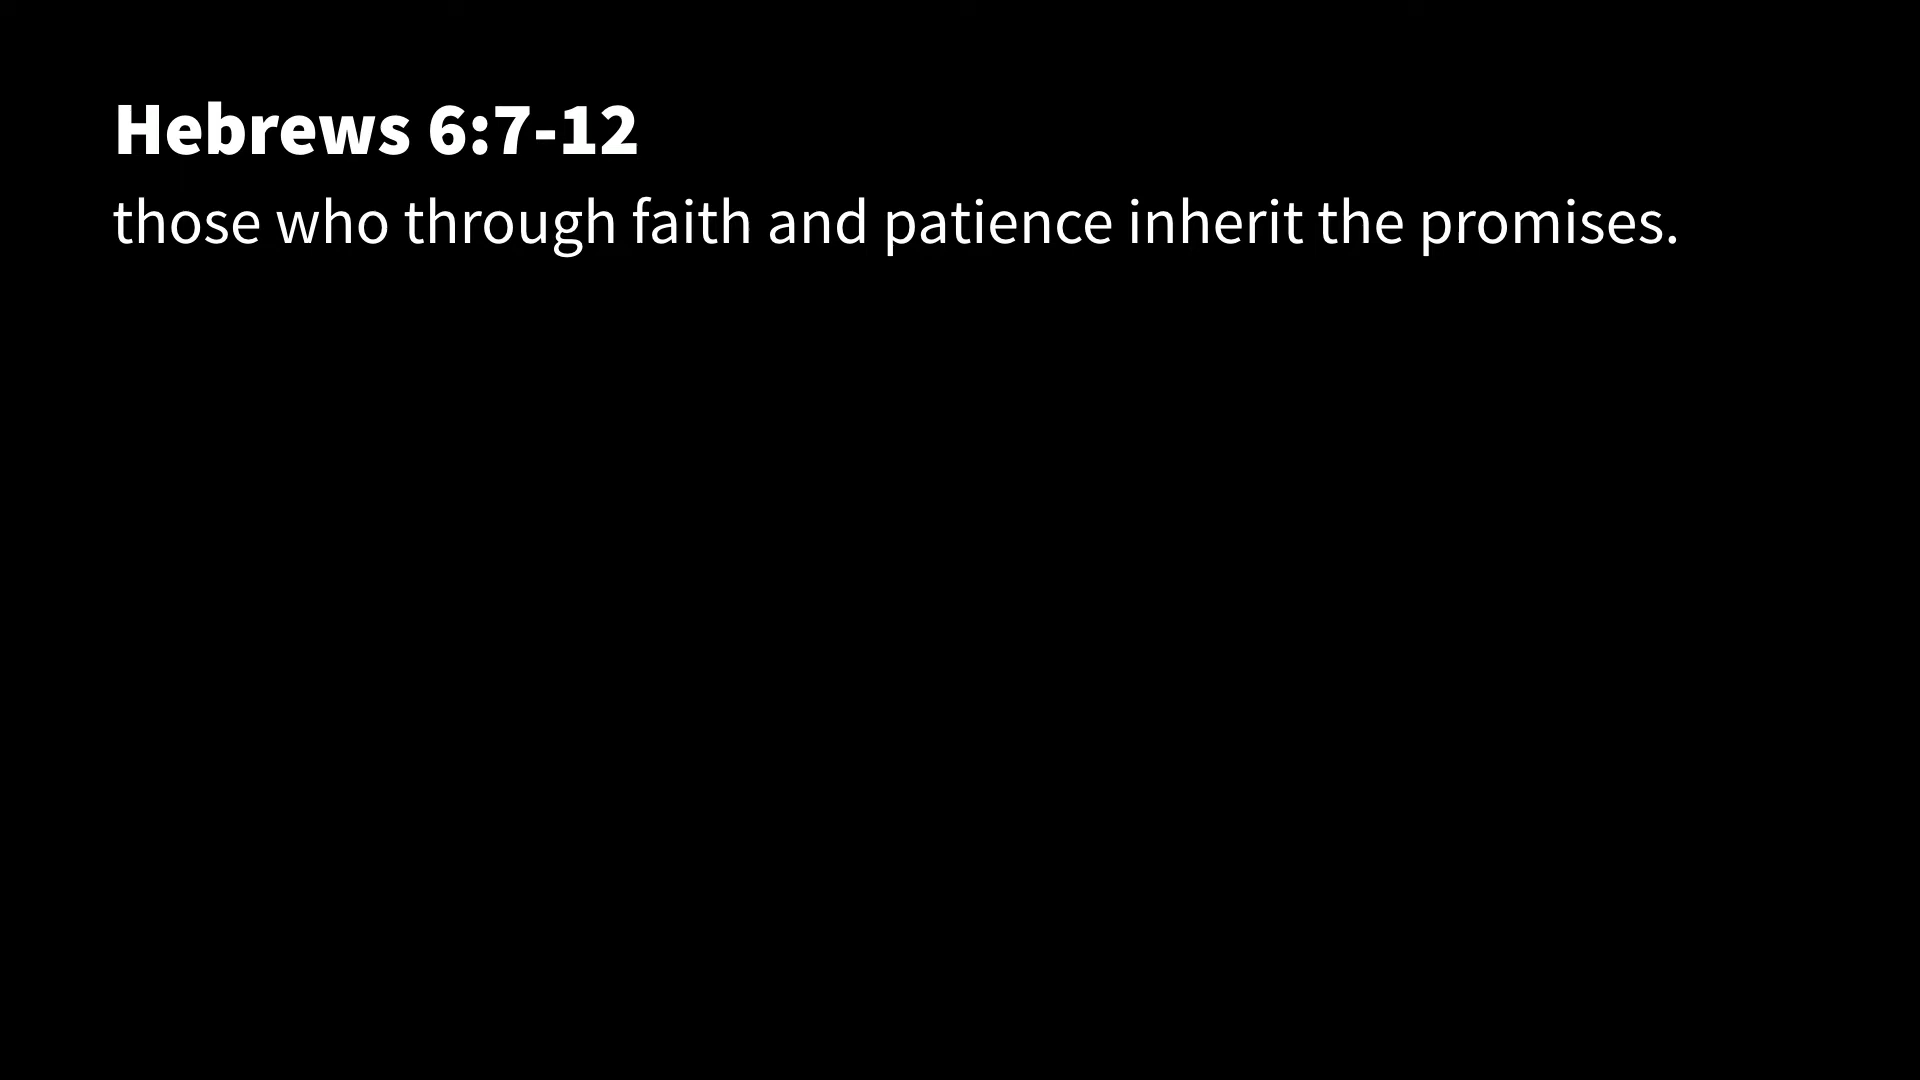 Hebrews 6:7-12
those who through faith and patience inherit the promises.